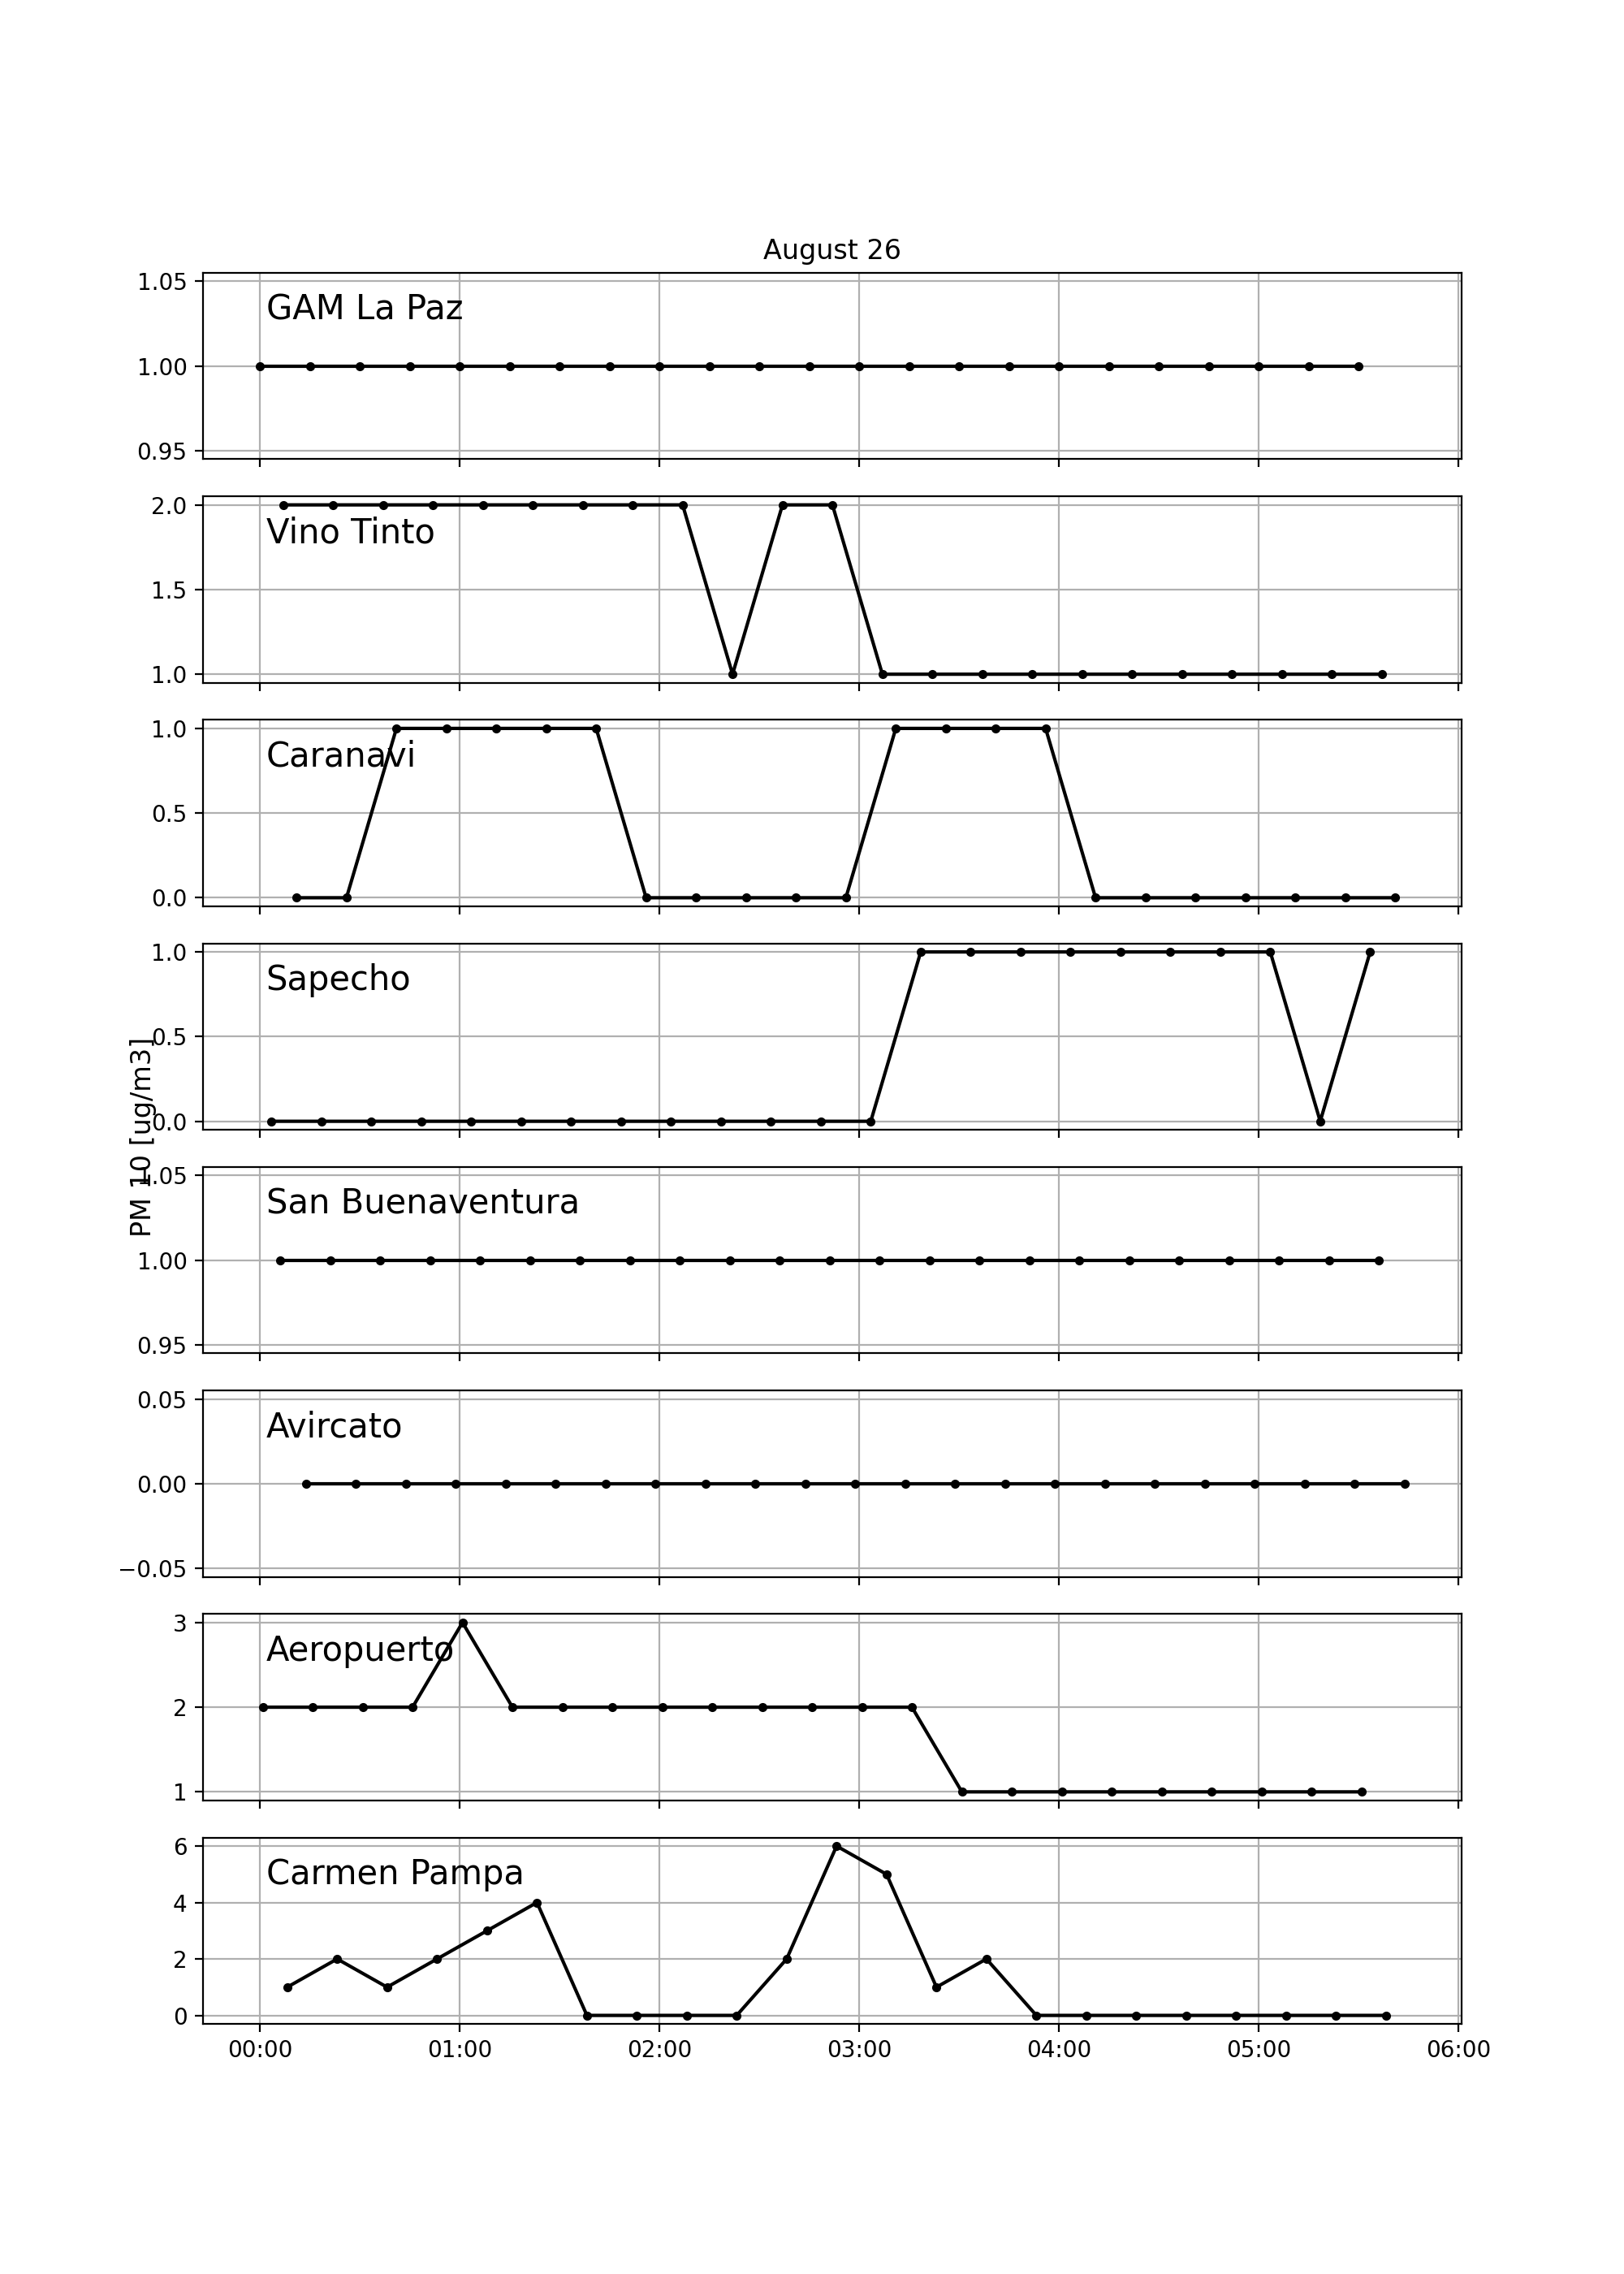 August 26
1.05
GAM La Paz
1.00
0.95
2.0
Vino Tinto
1.5
1.0
1.0
Caranavi
0.5
0.0
1.0
Sapecho
0.5
0.0
PM 10 [ug/m3]
1.05
San Buenaventura
1.00
0.95
0.05
Avircato
0.00
−0.05
3
Aeropuerto
2
1
6
Carmen Pampa
4
2
0
00:00 01:00 02:00 03:00 04:00 05:00 06:00